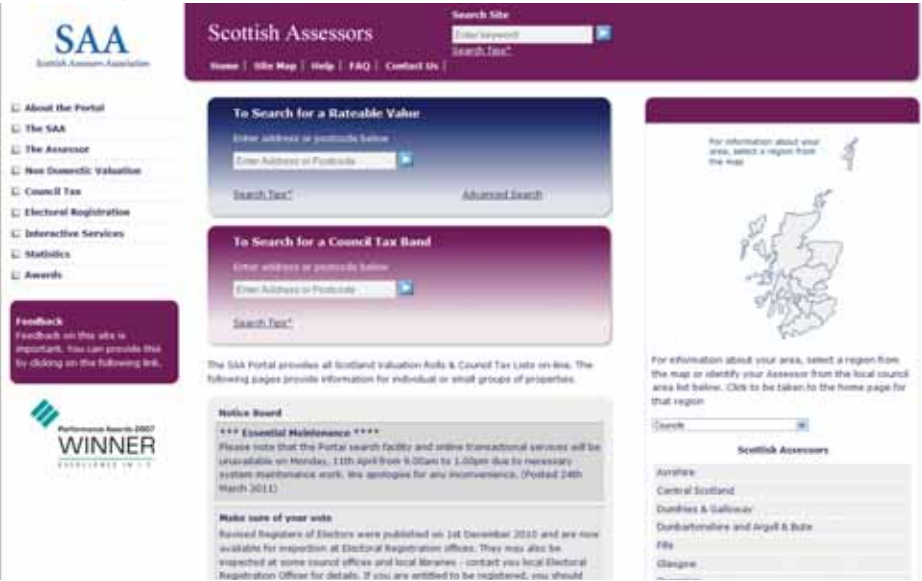 SAA
Scottish Assessors Association
Scottish Assessors
Search Site
Enter keyword
Search Tips*
Home | Site Map | Help | FAQ | Contact Us |
About the Portal
The SAA
The Assessor
Non Domestic Valuation
Council Tax
Electoral Registration
Interactive Services
Statistics
Awards
Feedback
Feedback on this site is
important. You can provide this
by clicking on the following link.
Performance Awards 2007
WINNER
EXCELLENCE IN
To Search for a Rateable Value
Enter address or postcode below
Enter Address or Postcode
Search Tips*
Advanced Search
To Search for a Council Tax Band
Enter address or postcode below
Enter Address or Postcode
Search Tips*
The SAA Portal provides all Scotland Valuation Rolls & Council Tax Lists on-line. The
following pages provide information for individual or small groups of properties.
Notice Board
*** Essential Maintenance ****
Please note that the Portal search facility and online transactional services will be
unavailable on Monday, 11th April from 9.00am to 1.00pm due to necessary
system maintenance work. We apologise for any inconvenience. (Posted 24th
March 2011)
Make sure of your vote
Revised Registers of Electors were published on 1st December 2010 and are now
available for inspection at Electoral Registration offices. They may also be
inspected at some council offices and local libraries - contact you local Electoral
Registration Officer for details. If you are entitled to be registered, you should
For information about your
area, select a region from
the map
For information about your area, select a region from
the map or identify your Assessor from the local council
area list below. Click to be taken to the home page for
that region
Councils
Scottish Assessors
Ayrshire
Central Scotland
Dumfries & Galloway
Dunbartonshire and Argyll & Bute
Fife
Glasgow